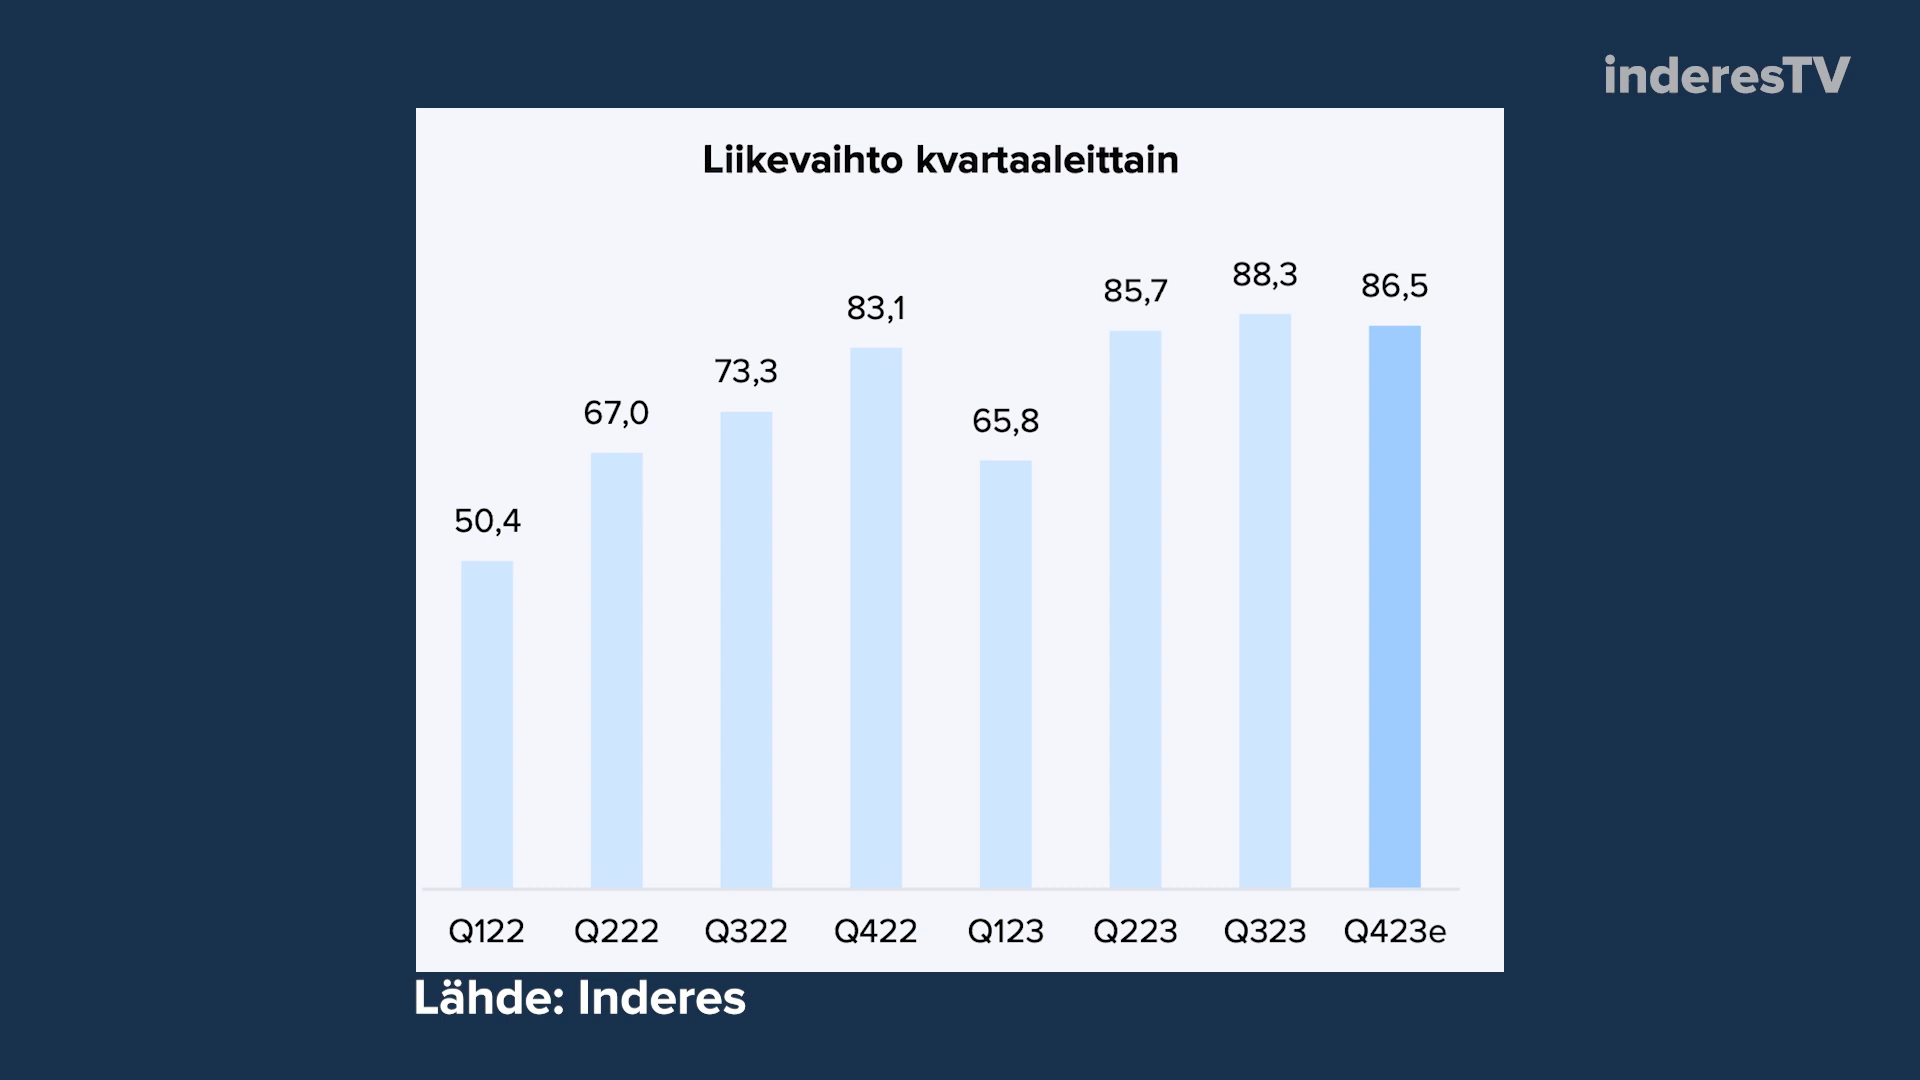 inderesTV
Liikevaihto kvartaaleittain
50,4
67,0
73,3
83,1
65,8
85,7
88,3
86,5
Q122 Q222 Q322 Q422 Q123 Q223 Q323 Q423e
Lähde: Inderes